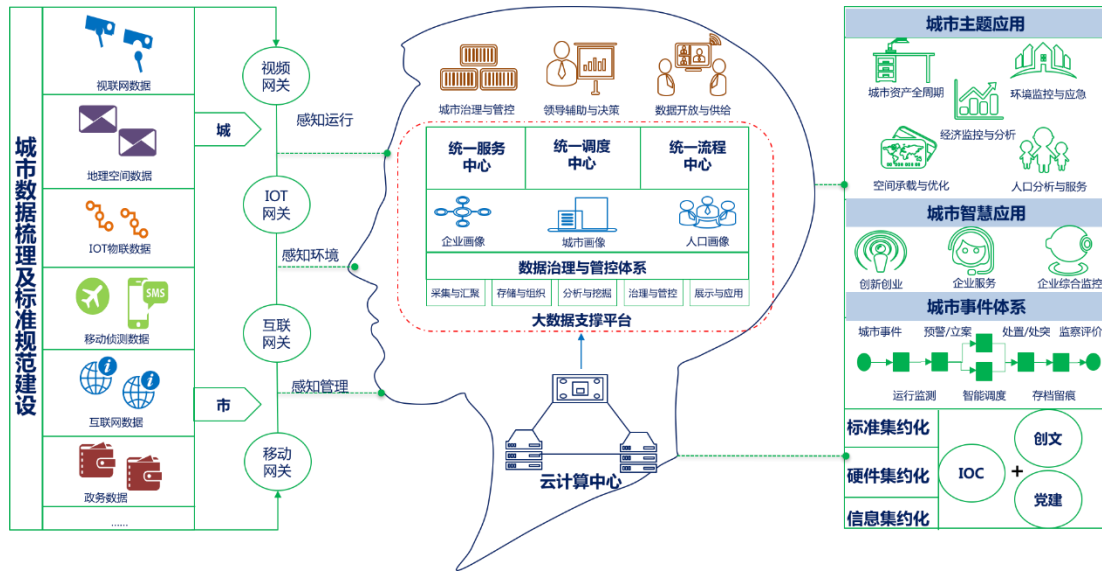 城市数据梳理及标准规范建设
视联网数据
地理空间数据
IOT物联数据
SMS
移动侦测数据
互联网数据
政务数据
......
城
市
视频
网关
IOT
网关
互联
网关
移动
网关
感知运行
感知环境
感知管理
城市治理与管控
领导辅助与决策
数据开放与供给
统一服务
中心
统一调度
中心
统一流程
中心
企业画像
城市画像
人口画像
数据治理与管控体系
采集与汇聚
存储与组织
分析与挖掘
治理与管控
展示与应用
大数据支撑平台
云计算中心
城市主题应用
城市资产全周期
环境监控与应急
经济监控与分析
空间承载与优化
人口分析与服务
城市智慧应用
创新创业
企业服务
企业综合监控
城市事件体系
城市事件
预警/立案
处置/处突
监察评价
运行监测
智能调度
存档留痕
标准集约化
硬件集约化
信息集约化
IOC
+
创文
党建